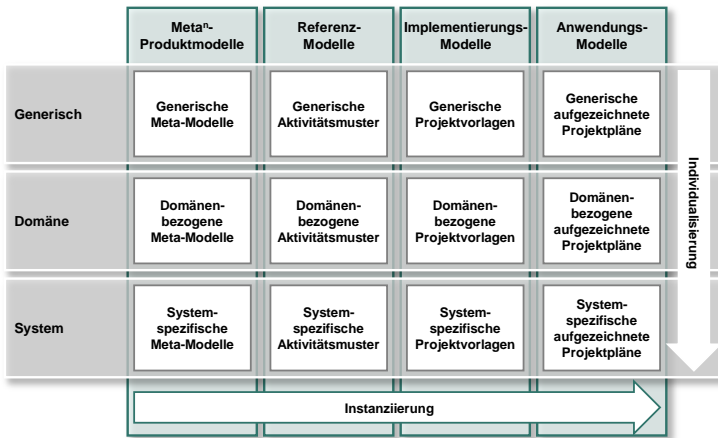 Metaⁿ-
Produktmodelle
Referenz-
Modelle
Implementierungs-
Modelle
Anwendungs-
Modelle
Generisch
Generische
Meta-Modelle
Generische
Aktivitätsmuster
Generische
Projektvorlagen
Generische
aufgezeichnete
Projektpläne
Domäne
Domänen-
bezogene
Meta-Modelle
Domänen-
bezogene
Aktivitätsmuster
Domänen-
bezogene
Projektvorlagen
Domänen-
bezogene
aufgezeichnete
Projektpläne
System
System-
spezifische
Meta-Modelle
System-
spezifische
Aktivitätsmuster
System-
spezifische
Projektvorlagen
System-
spezifische
aufgezeichnete
Projektpläne
Individualisierung
Instanziierung